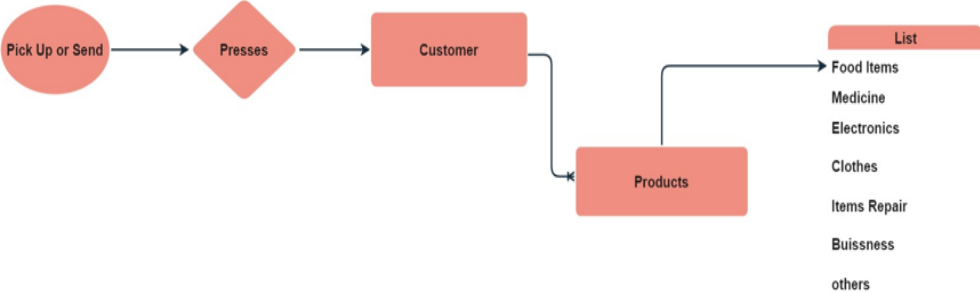 Pick Up or Send
Presses
Customer
Products
List
Food Items
Medicine
Electronics
Clothes
Items Repair
Buissness
others